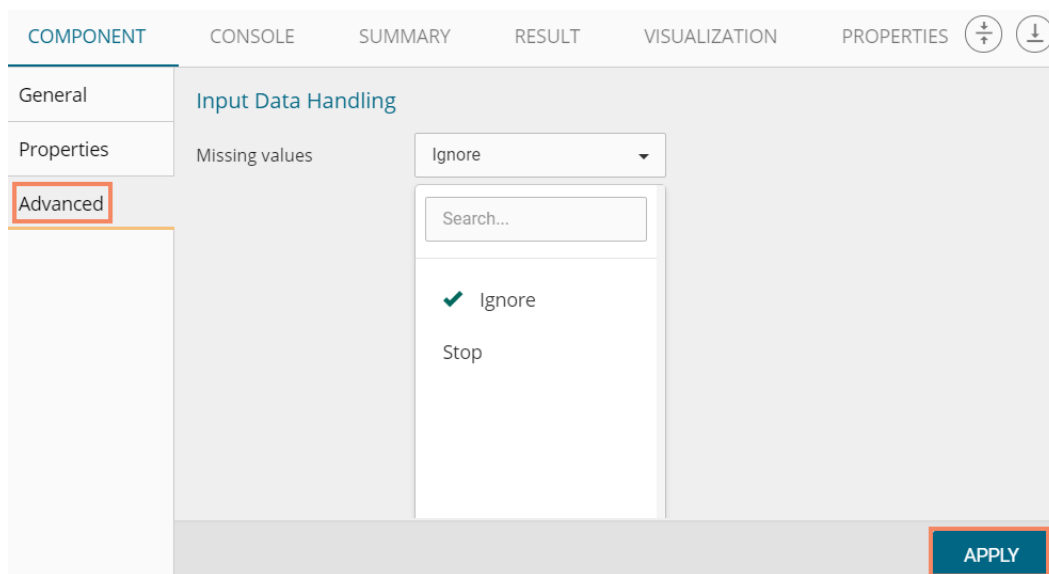 COMPONENT CONSOLE SUMMARY RESULT VISUALIZATION PROPERTIES
General
Input Data Handling
Properties
Missing values
Ignore
Advanced
Search...
Ignore
Stop
APPLY